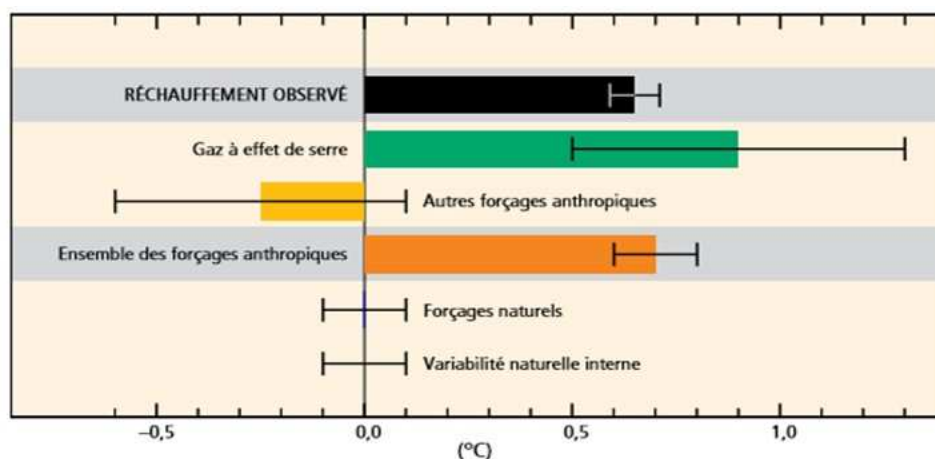 RÉCHAUFFEMENT OBSERVÉ
Gaz à effet de serre
Autres forçages anthropiques
Ensemble des forçages anthropiques
Forçages naturels
Variabilité naturelle interne
–0,5 0,0 0,5 1,0
(°C)